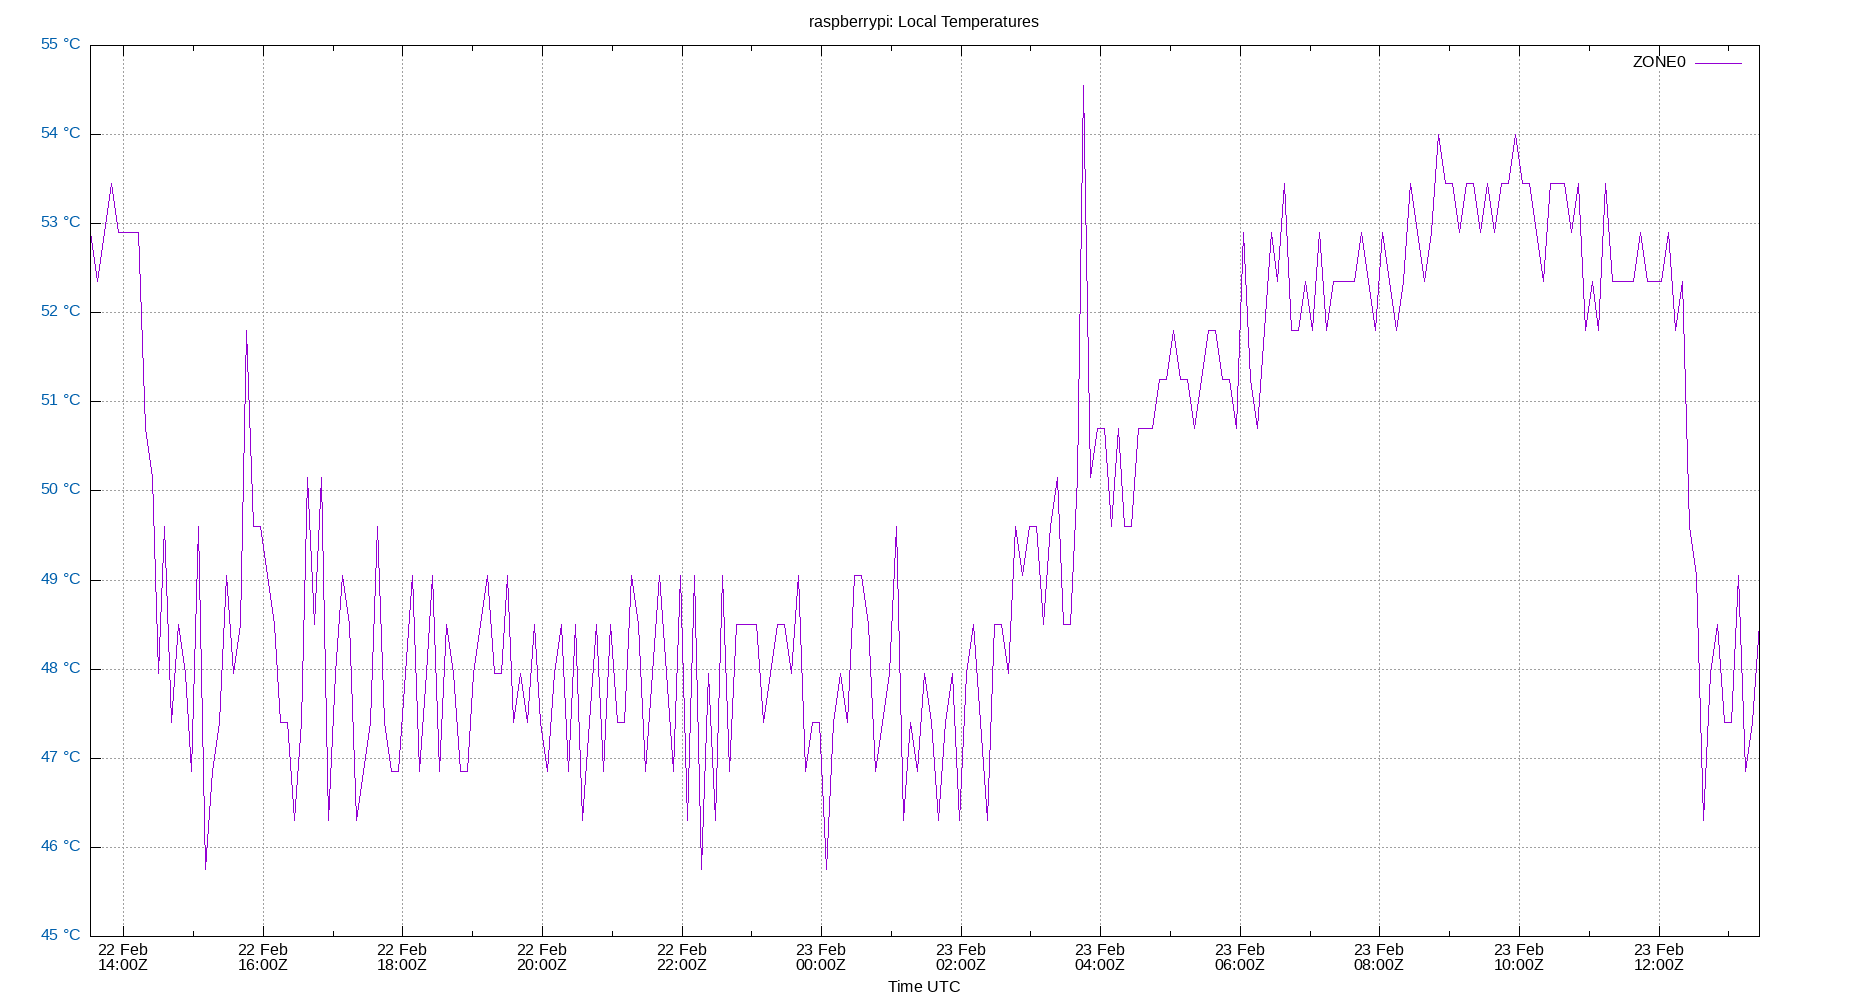 raspberrypi: Local Temperatures
55 °C
54 °C
53 °C
52 °C
51 °C
50 °C
49 °C
48 °C
47 °C
46 °C
45 °C
ZONE0
22 Feb 22 Feb 22 Feb 22 Feb 22 Feb 23 Feb 23 Feb 23 Feb 23 Feb 23 Feb 23 Feb 23 Feb
14:00Z 16:00Z 18:00Z 20:00Z 22:00Z 00:00Z 02:00Z 04:00Z 06:00Z 08:00Z 10:00Z 12:00Z
Time UTC